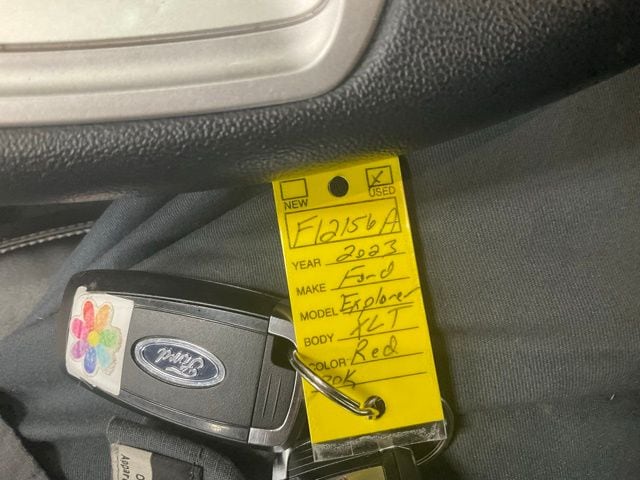 NEW
USED
F12156A
YEAR 2023
MAKE Ford
MODEL Explorer
BODY XLT
COLOR Red
Ford